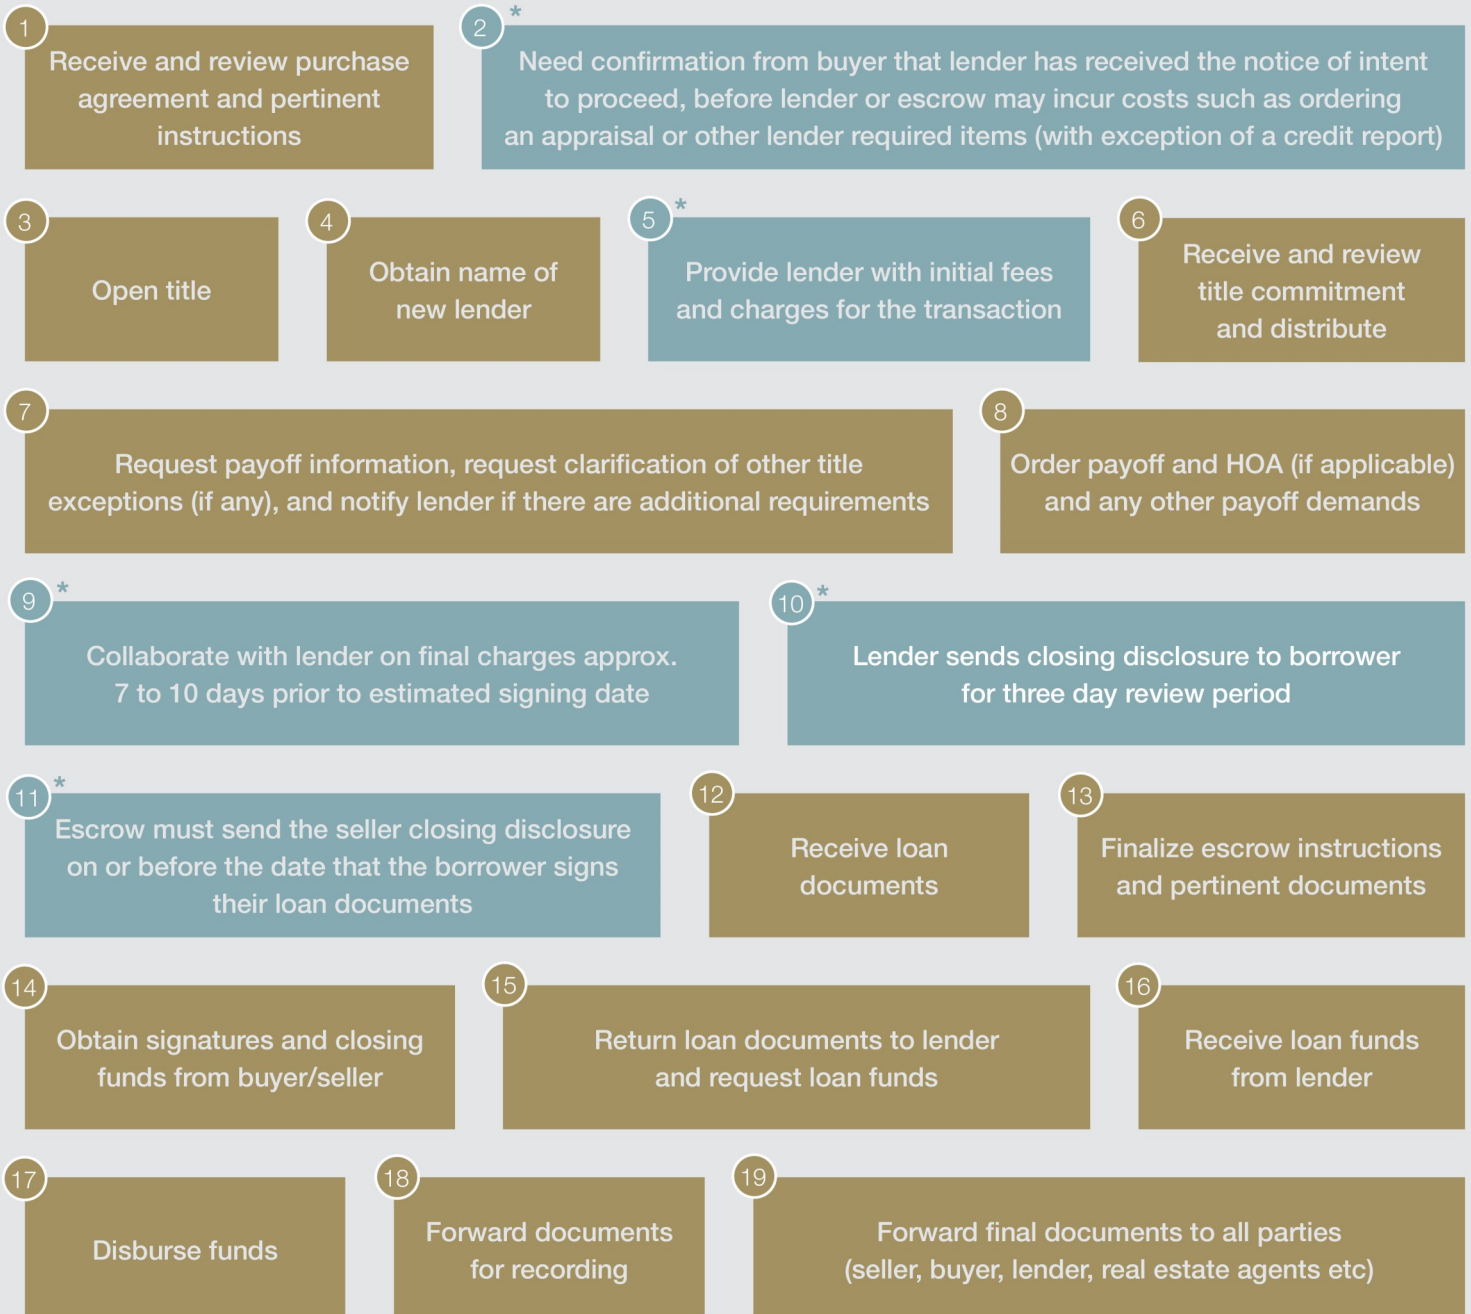 1
Receive and review purchase
agreement and pertinent
instructions
2 *
Need confirmation from buyer that lender has received the notice of intent
to proceed, before lender or escrow may incur costs such as ordering
an appraisal or other lender required items (with exception of a credit report)
3
Open title
4
Obtain name of
new lender
5 *
Provide lender with initial fees
and charges for the transaction
6
Receive and review
title commitment
and distribute
7
Request payoff information, request clarification of other title
exceptions (if any), and notify lender if there are additional requirements
8
Order payoff and HOA (if applicable)
and any other payoff demands
9 *
Collaborate with lender on final charges approx.
7 to 10 days prior to estimated signing date
10 *
Lender sends closing disclosure to borrower
for three day review period
11 *
Escrow must send the seller closing disclosure
on or before the date that the borrower signs
their loan documents
12
Receive loan
documents
13
Finalize escrow instructions
and pertinent documents
14
Obtain signatures and closing
funds from buyer/seller
15
Return loan documents to lender
and request loan funds
16
Receive loan funds
from lender
17
Disburse funds
18
Forward documents
for recording
19
Forward final documents to all parties
(seller, buyer, lender, real estate agents etc)